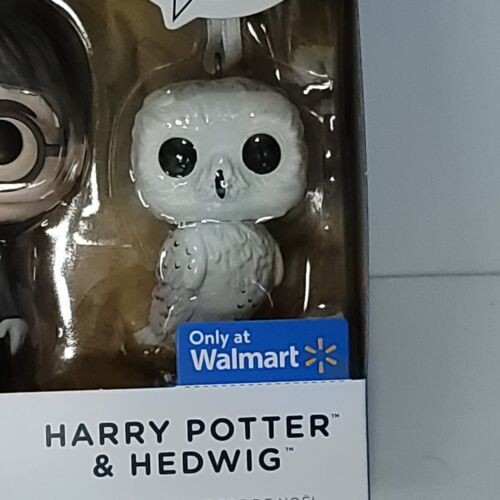 Only at
Walmart
HARRY POTTER™
& HEDWIG™